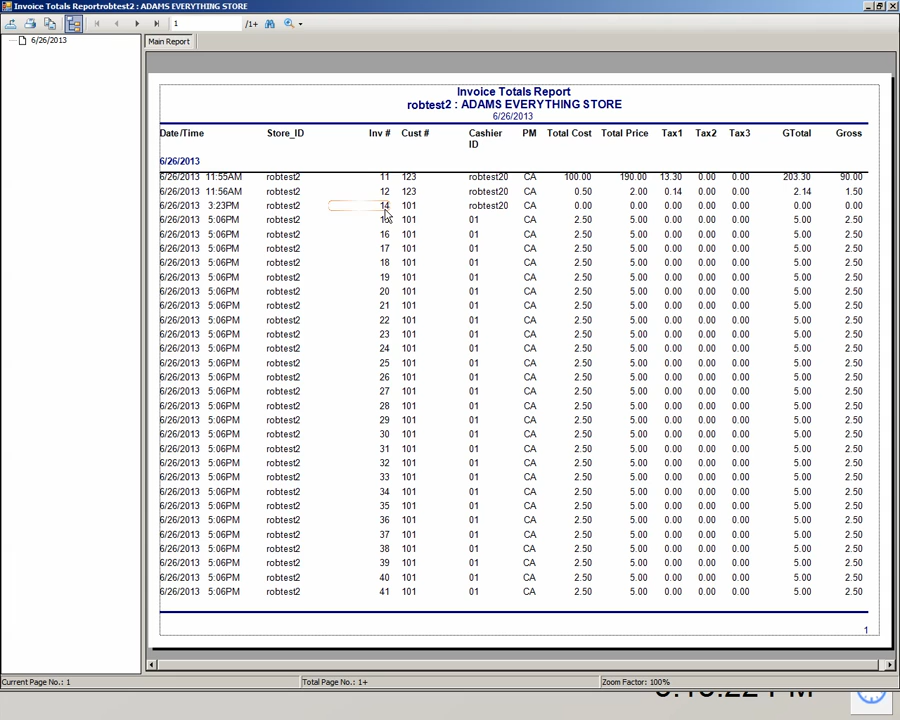 Invoice Totals Reportrobtest2 : ADAMS EVERYTHING STORE
1 /1+
6/26/2013
Main Report
Invoice Totals Report
robtest2 : ADAMS EVERYTHING STORE
6/26/2013
Date/Time Store_ID Inv # Cust # Cashier ID PM Total Cost Total Price Tax1 Tax2 Tax3 GTotal Gross
6/26/2013
6/26/2013 11:55AM robtest2 11 123 robtest20 CA 100.00 190.00 13.30 0.00 0.00 203.30 90.00
6/26/2013 11:56AM robtest2 12 123 robtest20 CA 0.50 2.00 0.14 0.00 0.00 2.14 1.50
6/26/2013 3:23PM robtest2 14 101 robtest20 CA 0.00 0.00 0.00 0.00 0.00 0.00 0.00
6/26/2013 5:06PM robtest2 101 01 CA 2.50 5.00 0.00 0.00 0.00 5.00 2.50
6/26/2013 5:06PM robtest2 16 101 01 CA 2.50 5.00 0.00 0.00 0.00 5.00 2.50
6/26/2013 5:06PM robtest2 17 101 01 CA 2.50 5.00 0.00 0.00 0.00 5.00 2.50
6/26/2013 5:06PM robtest2 18 101 01 CA 2.50 5.00 0.00 0.00 0.00 5.00 2.50
6/26/2013 5:06PM robtest2 19 101 01 CA 2.50 5.00 0.00 0.00 0.00 5.00 2.50
6/26/2013 5:06PM robtest2 20 101 01 CA 2.50 5.00 0.00 0.00 0.00 5.00 2.50
6/26/2013 5:06PM robtest2 21 101 01 CA 2.50 5.00 0.00 0.00 0.00 5.00 2.50
6/26/2013 5:06PM robtest2 22 101 01 CA 2.50 5.00 0.00 0.00 0.00 5.00 2.50
6/26/2013 5:06PM robtest2 23 101 01 CA 2.50 5.00 0.00 0.00 0.00 5.00 2.50
6/26/2013 5:06PM robtest2 24 101 01 CA 2.50 5.00 0.00 0.00 0.00 5.00 2.50
6/26/2013 5:06PM robtest2 25 101 01 CA 2.50 5.00 0.00 0.00 0.00 5.00 2.50
6/26/2013 5:06PM robtest2 26 101 01 CA 2.50 5.00 0.00 0.00 0.00 5.00 2.50
6/26/2013 5:06PM robtest2 27 101 01 CA 2.50 5.00 0.00 0.00 0.00 5.00 2.50
6/26/2013 5:06PM robtest2 28 101 01 CA 2.50 5.00 0.00 0.00 0.00 5.00 2.50
6/26/2013 5:06PM robtest2 29 101 01 CA 2.50 5.00 0.00 0.00 0.00 5.00 2.50
6/26/2013 5:06PM robtest2 30 101 01 CA 2.50 5.00 0.00 0.00 0.00 5.00 2.50
6/26/2013 5:06PM robtest2 31 101 01 CA 2.50 5.00 0.00 0.00 0.00 5.00 2.50
6/26/2013 5:06PM robtest2 32 101 01 CA 2.50 5.00 0.00 0.00 0.00 5.00 2.50
6/26/2013 5:06PM robtest2 33 101 01 CA 2.50 5.00 0.00 0.00 0.00 5.00 2.50
6/26/2013 5:06PM robtest2 34 101 01 CA 2.50 5.00 0.00 0.00 0.00 5.00 2.50
6/26/2013 5:06PM robtest2 35 101 01 CA 2.50 5.00 0.00 0.00 0.00 5.00 2.50
6/26/2013 5:06PM robtest2 36 101 01 CA 2.50 5.00 0.00 0.00 0.00 5.00 2.50
6/26/2013 5:06PM robtest2 37 101 01 CA 2.50 5.00 0.00 0.00 0.00 5.00 2.50
6/26/2013 5:06PM robtest2 38 101 01 CA 2.50 5.00 0.00 0.00 0.00 5.00 2.50
6/26/2013 5:06PM robtest2 39 101 01 CA 2.50 5.00 0.00 0.00 0.00 5.00 2.50
6/26/2013 5:06PM robtest2 40 101 01 CA 2.50 5.00 0.00 0.00 0.00 5.00 2.50
6/26/2013 5:06PM robtest2 41 101 01 CA 2.50 5.00 0.00 0.00 0.00 5.00 2.50
1
Current Page No.: 1 Total Page No.: 1+ Zoom Factor: 100%